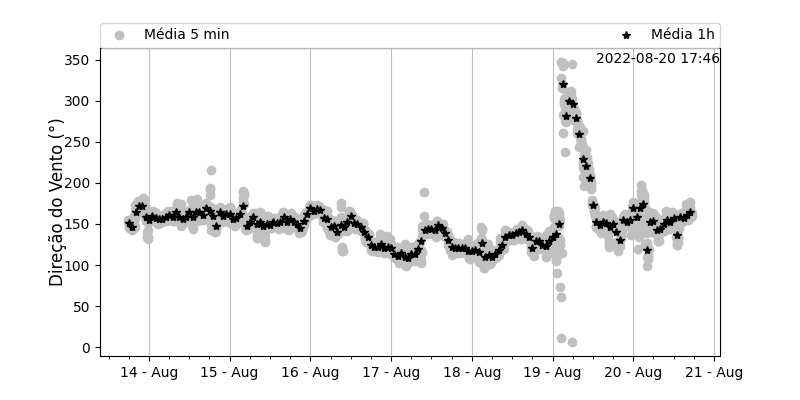 Média 5 min
Média 1h
2022-08-20 17:46
Direção do Vento (°)
350
300
250
200
150
100
50
0
14 - Aug
15 - Aug
16 - Aug
17 - Aug
18 - Aug
19 - Aug
20 - Aug
21 - Aug